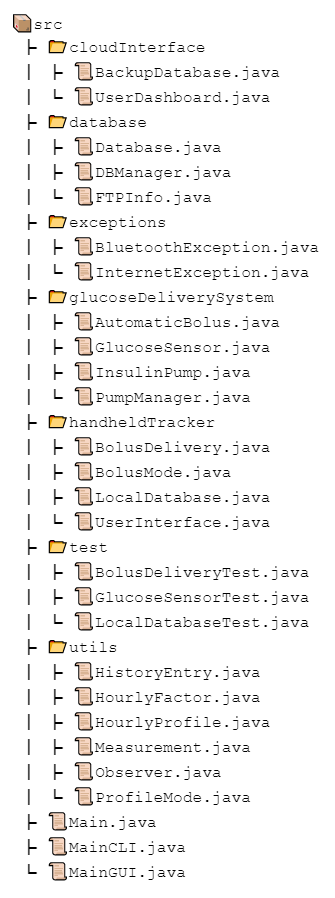 src
cloudInterface
BackupDatabase.java
UserDashboard.java
database
Database.java
DBManager.java
FTPInfo.java
exceptions
BluetoothException.java
InternetException.java
glucoseDeliverySystem
AutomaticBolus.java
GlucoseSensor.java
InsulinPump.java
PumpManager.java
handheldTracker
BolusDelivery.java
BolusMode.java
LocalDatabase.java
UserInterface.java
test
BolusDeliveryTest.java
GlucoseSensorTest.java
LocalDatabaseTest.java
utils
HistoryEntry.java
HourlyFactor.java
HourlyProfile.java
Measurement.java
Observer.java
ProfileMode.java
Main.java
MainCLI.java
MainGUI.java